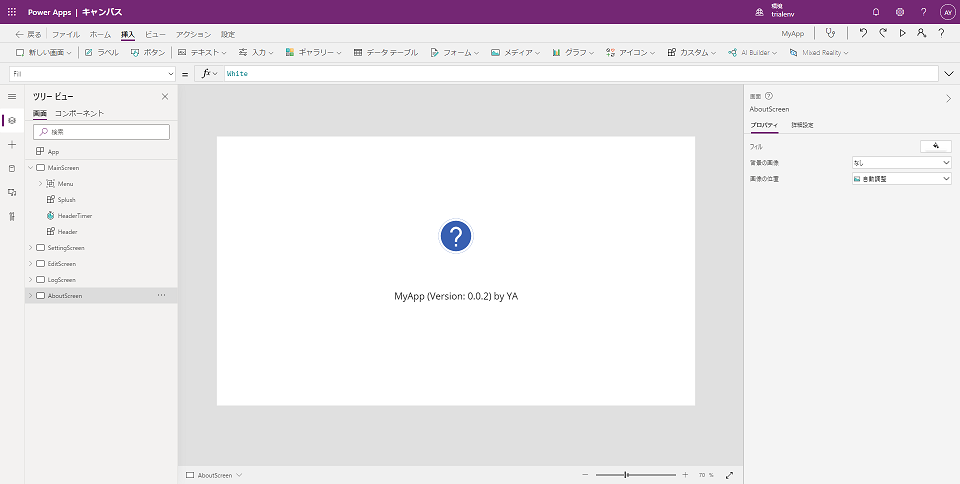 Power Apps | キャンバス
環境
trialenv
AY
戻る ファイル ホーム 挿入 ビュー アクション 設定
MyApp
新しい画面 ラベル ボタン テキスト 入力 ギャラリー データ テーブル フォーム メディア グラフ アイコン カスタム AI Builder Mixed Reality
Fill = fx White
ツリー ビュー
画面 コンポーネント
検索
App
MainScreen
Menu
Splush
HeaderTimer
Header
SettingScreen
EditScreen
LogScreen
AboutScreen
?
MyApp (Version: 0.0.2) by YA
画面
AboutScreen
プロパティ 詳細設定
フィル
背景の画像 なし
画像の位置 自動調整
AboutScreen
70 %